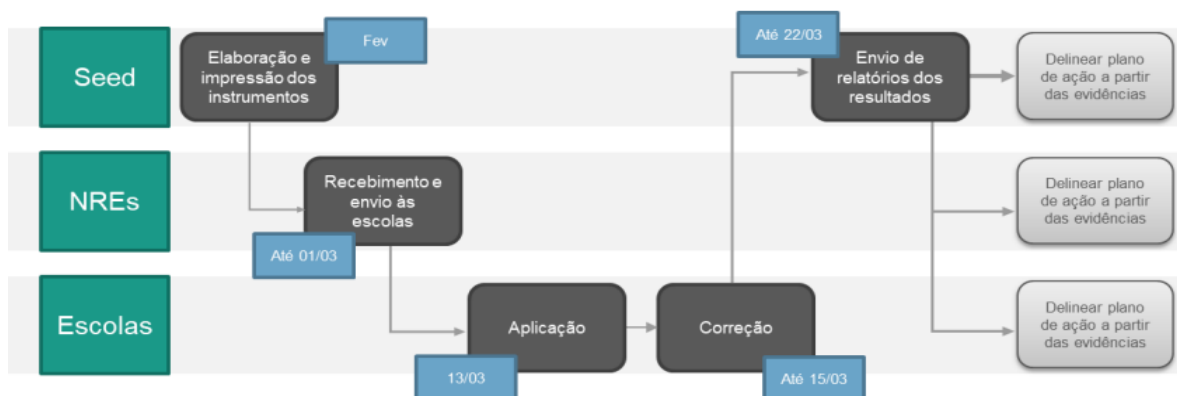 Seed
Elaboração e
impressão dos
instrumentos
Fev
Até 22/03
Envio de
relatórios dos
resultados
Delinear plano
de ação a partir
das evidências
NREs
Recebimento e
envio às
escolas
Até 01/03
Delinear plano
de ação a partir
das evidências
Escolas
Aplicação
13/03
Correção
Até 15/03
Delinear plano
de ação a partir
das evidências